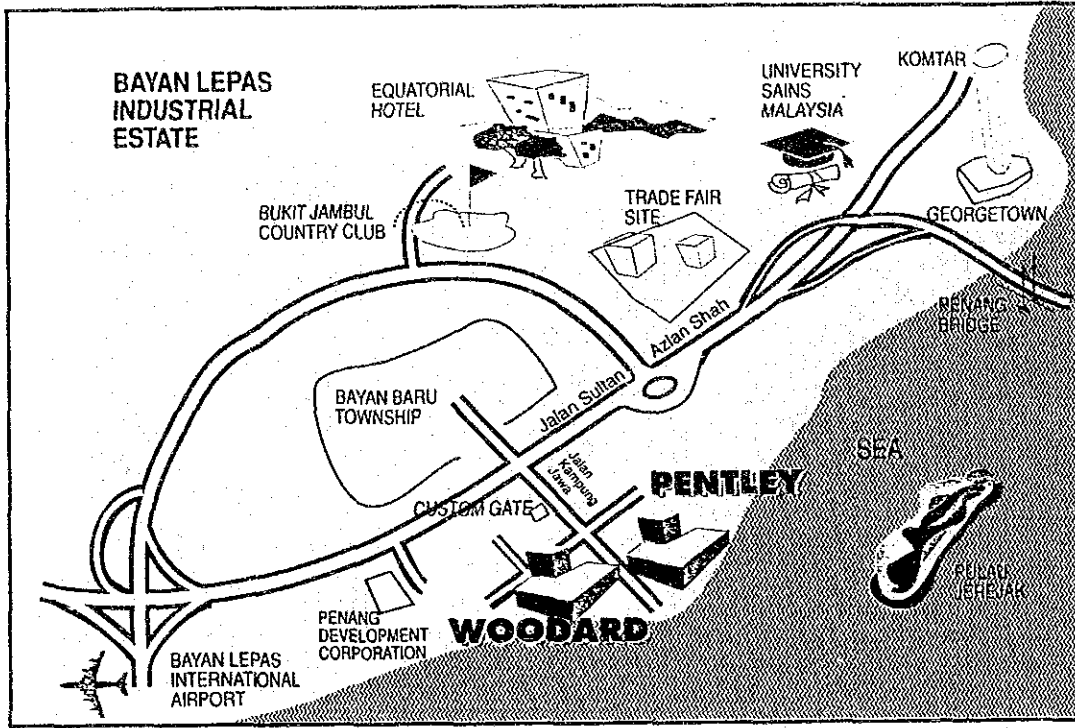 BAYAN LEPAS
INDUSTRIAL
ESTATE
EQUATORIAL
HOTEL
UNIVERSITY
SAINS
MALAYSIA
KOMTAR
BUKIT JAMBUL
COUNTRY CLUB
TRADE FAIR
SITE
GEORGETOWN
PENANG
BRIDGE
Azlan Shah
Jalan Sultan
BAYAN BARU
TOWNSHIP
Jalan
Kampung
Jawa
SEA
PENTLEY
CUSTOM GATE
PULAU
JEREVAK
PENANG
DEVELOPMENT
CORPORATION
WOODARD
BAYAN LEPAS
INTERNATIONAL
AIRPORT